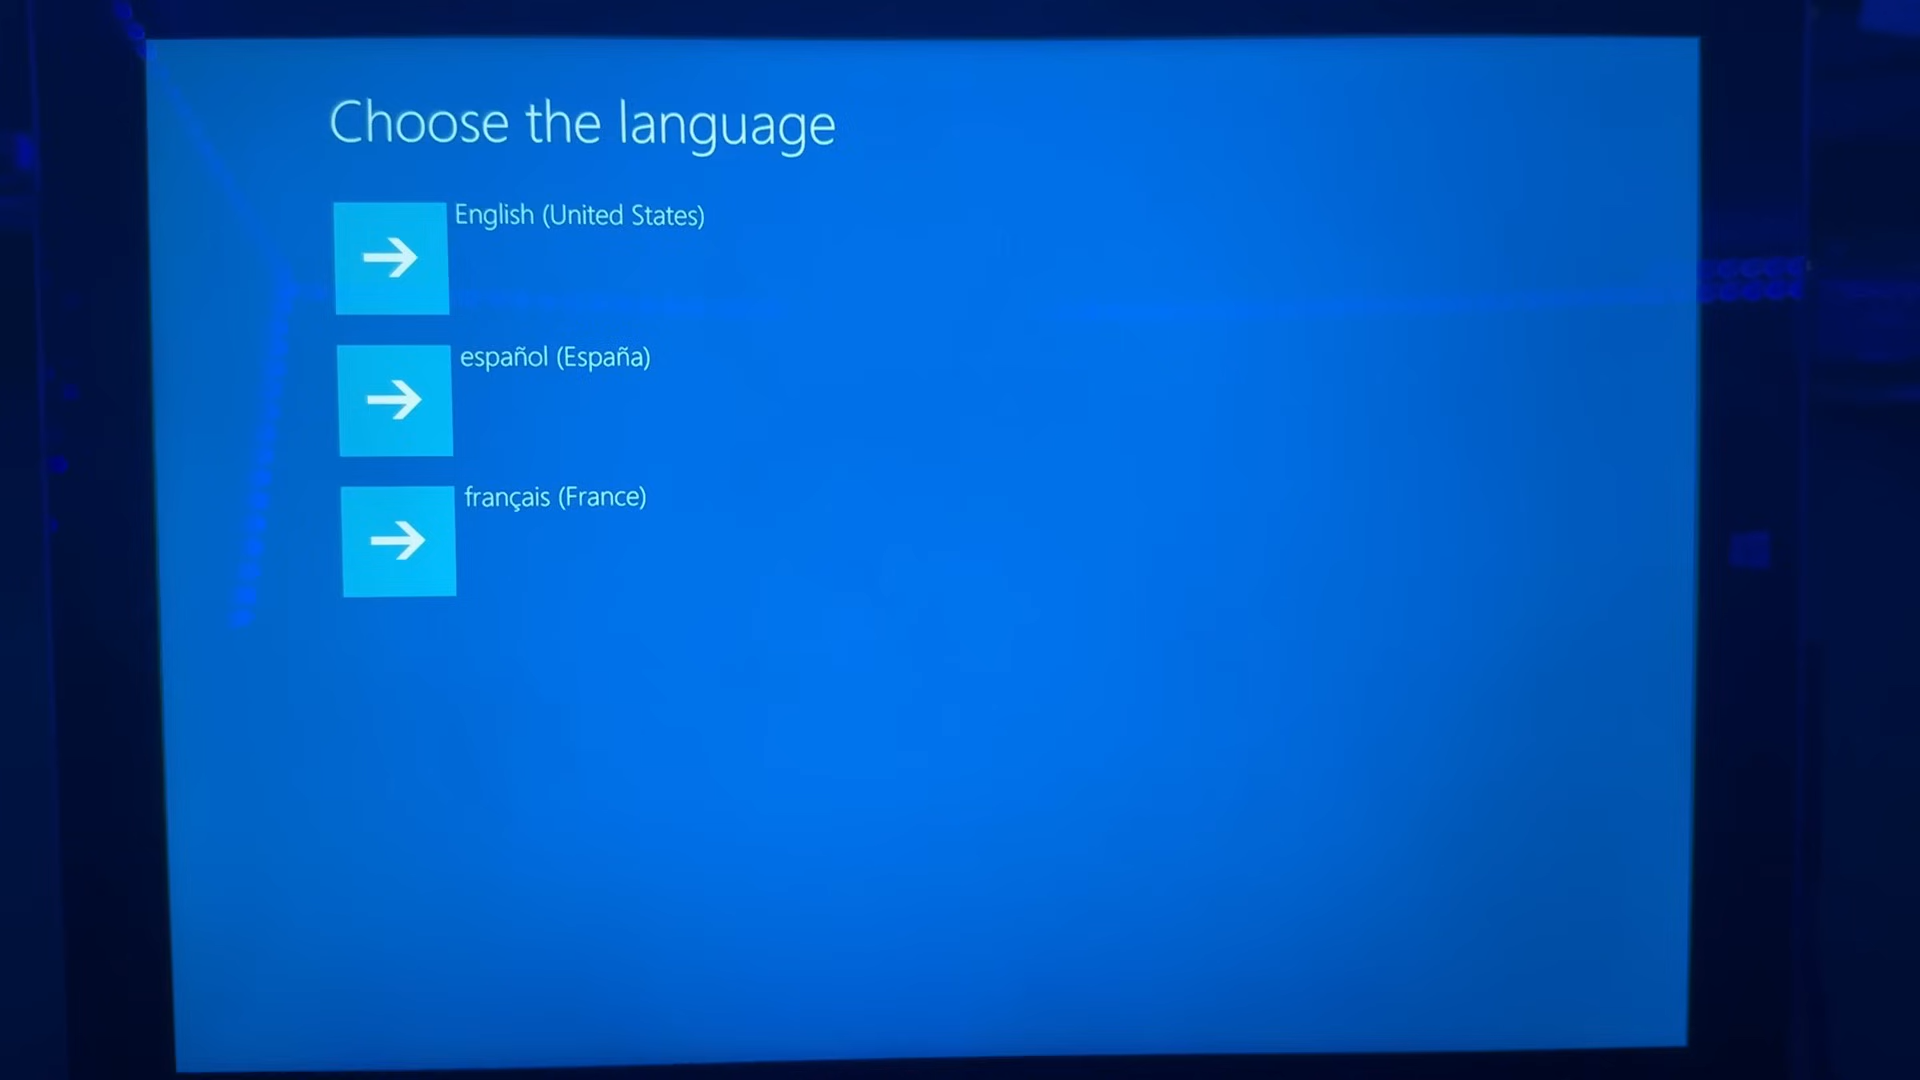 Choose the language
English (United States)
español (España)
français (France)